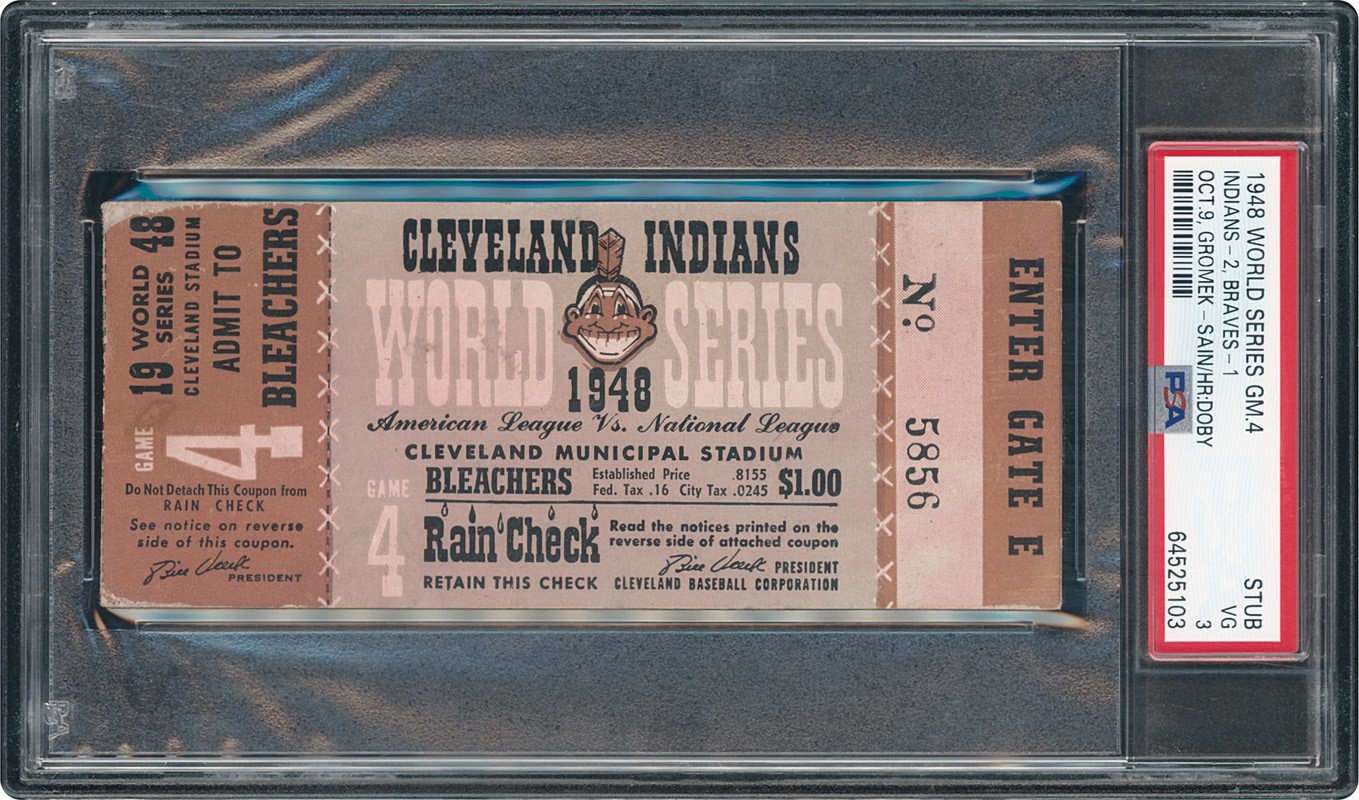 19 WORLD SERIES 48
CLEVELAND STADIUM
ADMIT TO
BLEACHERS
GAME 4
Do Not Detach This Coupon from
RAIN CHECK
See notice on reverse
side of this coupon.
Bill Veeck
PRESIDENT
CLEVELAND INDIANS
WORLD SERIES
1948
American League Vs. National League
CLEVELAND MUNICIPAL STADIUM
GAME 4
BLEACHERS
Established Price .8155
Fed. Tax .16 City Tax .0245
$1.00
Rain Check
Read the notices printed on the
reverse side of attached coupon
RETAIN THIS CHECK
Bill Veeck PRESIDENT
CLEVELAND BASEBALL CORPORATION
No. 5856
ENTER GATE E
1948 WORLD SERIES GM.4
INDIANS - 2, BRAVES - 1
OCT.9, GROMEK - SAIN/HR:DOBY
PSA
STUB
VG
3
64525103